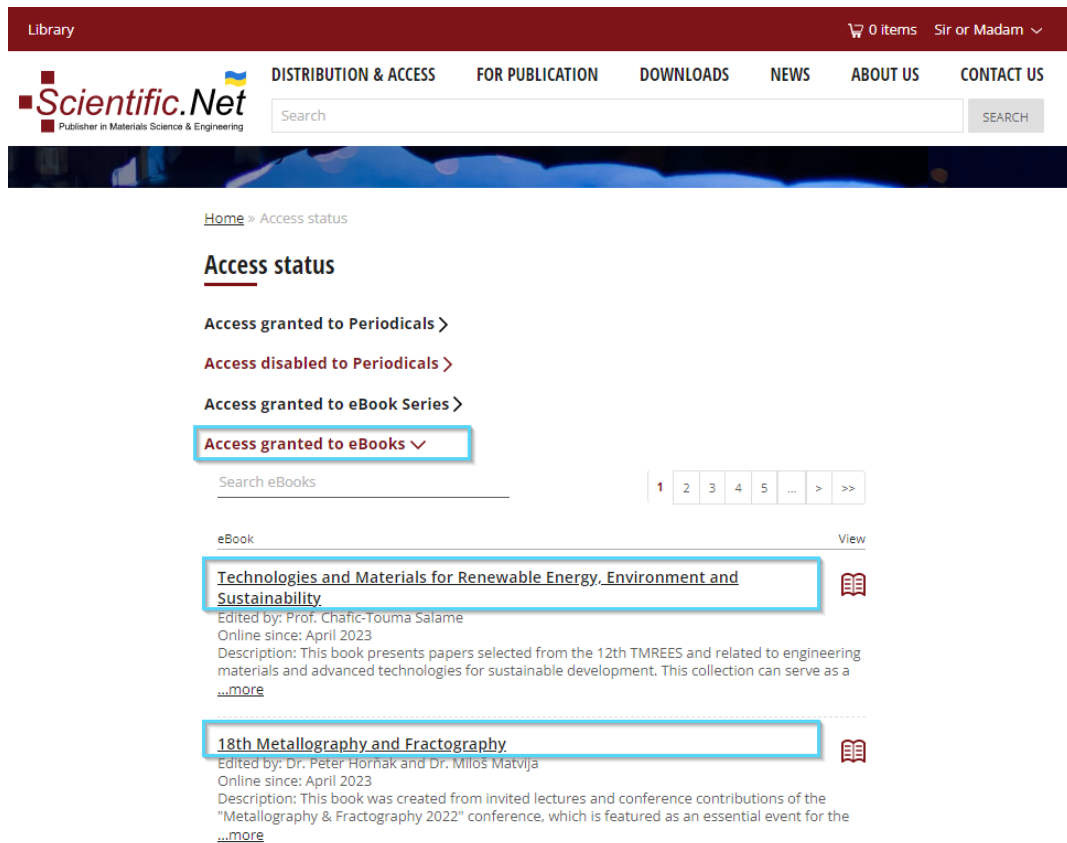 Library
0 items Sir or Madam
DISTRIBUTION & ACCESS FOR PUBLICATION DOWNLOADS NEWS ABOUT US CONTACT US
Scientific.Net
Publisher in Materials Science & Engineering
Search
SEARCH
Home » Access status
Access status
Access granted to Periodicals
Access disabled to Periodicals
Access granted to eBook Series
Access granted to eBooks
Search eBooks
1 2 3 4 5 ... > >>
eBook View
Technologies and Materials for Renewable Energy, Environment and
Sustainability
Edited by: Prof. Chafic-Touma Salame
Online since: April 2023
Description: This book presents papers selected from the 12th TMREES and related to engineering
materials and advanced technologies for sustainable development. This collection can serve as a
...more
18th Metallography and Fractography
Edited by: Dr. Peter Horňak and Dr. Miloš Matvija
Online since: April 2023
Description: This book was created from invited lectures and conference contributions of the
"Metallography & Fractography 2022" conference, which is featured as an essential event for the
...more